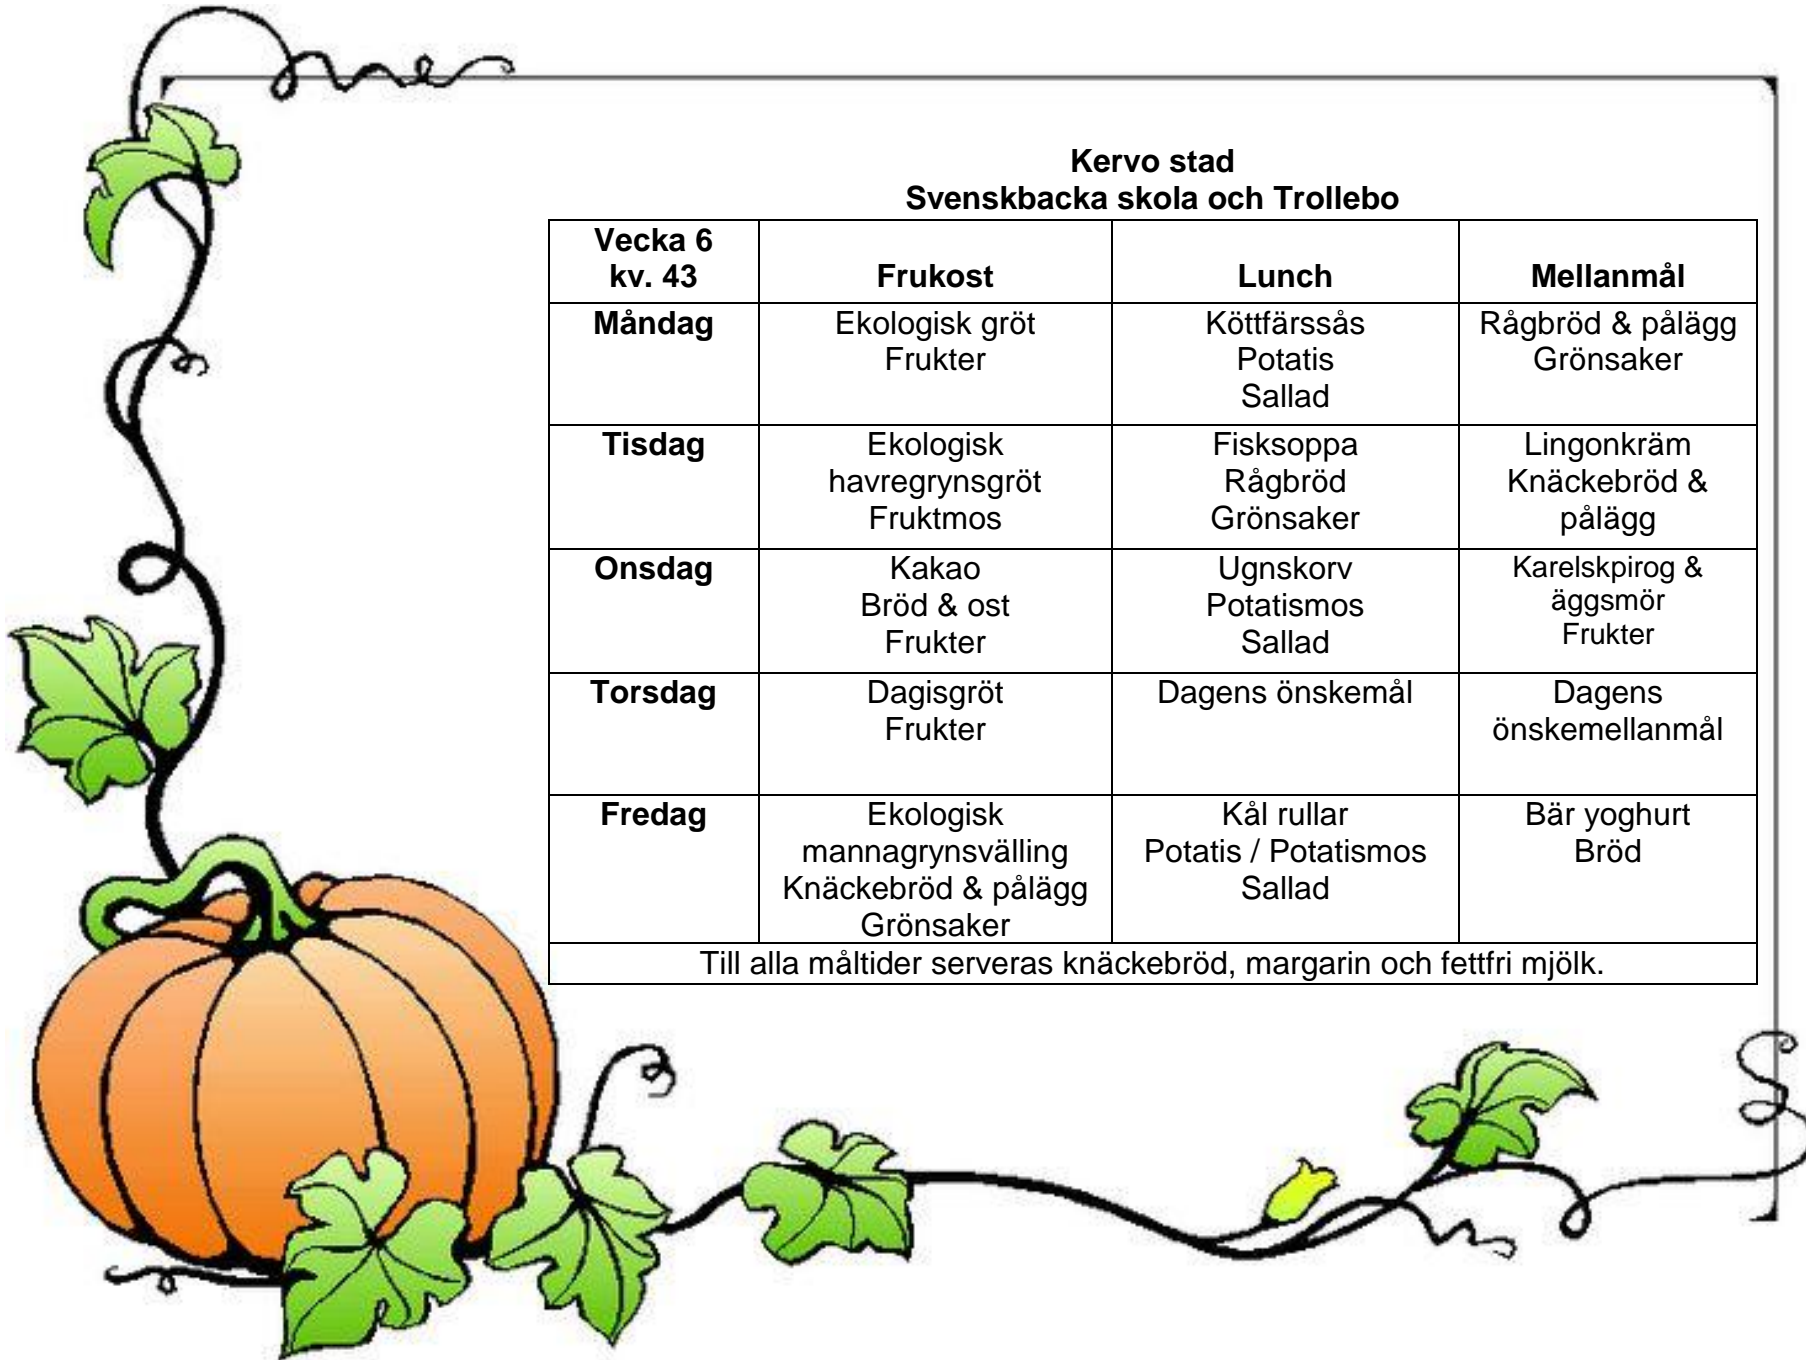 Kervo stad
Svenskbacka skola och Trollebo
Vecka 6
kv. 43
Frukost
Lunch
Mellanmål
Måndag
Ekologisk gröt
Frukter
Köttfärssås
Potatis
Sallad
Rågbröd & pålägg
Grönsaker
Tisdag
Ekologisk
havregrynsgröt
Fruktmos
Fisksoppa
Rågbröd
Grönsaker
Lingonkräm
Knäckebröd &
pålägg
Onsdag
Kakao
Bröd & ost
Frukter
Ugnskorv
Potatismos
Sallad
Karelskpirog &
äggsmör
Frukter
Torsdag
Dagisgröt
Frukter
Dagens önskemål
Dagens
önskemellanmål
Fredag
Ekologisk
mannagrynsvälling
Knäckebröd & pålägg
Grönsaker
Kål rullar
Potatis / Potatismos
Sallad
Bär yoghurt
Bröd
Till alla måltider serveras knäckebröd, margarin och fettfri mjölk.